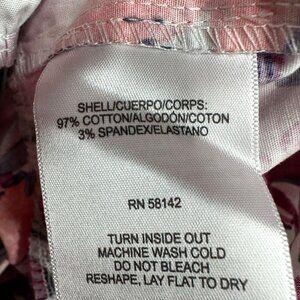 SHELL/CUERPO/CORPS:
97% COTTON/ALGODÓN/COTON
3% SPANDEX/ELASTANO
RN 58142
TURN INSIDE OUT
MACHINE WASH COLD
DO NOT BLEACH
RESHAPE, LAY FLAT TO DRY